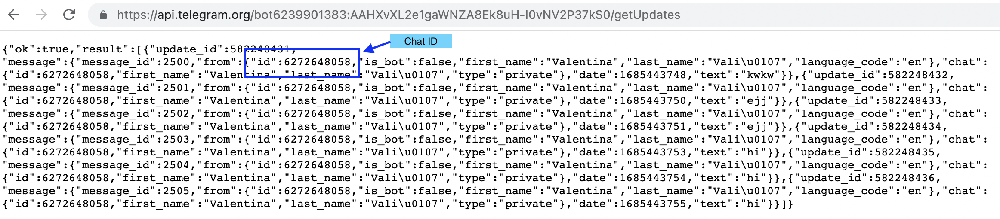 https://api.telegram.org/bot6239901383:AAHXvXL2e1gaWNZA8Ek8uH-I0vNV2P37kS0/getUpdates
Chat ID
{"ok":true,"result":[{"update_id":582248431,
"message":{"message_id":2500,"from":{"id":6272648058,"is_bot":false,"first_name":"Valentina","last_name":"Vali\u0107","language_code":"en"},"chat":
{"id":6272648058,"first_name":"Valentina","last_name":"Vali\u0107","type":"private"},"date":1685443748,"text":"kwkw"}},{"update_id":582248432,
"message":{"message_id":2501,"from":{"id":6272648058,"is_bot":false,"first_name":"Valentina","last_name":"Vali\u0107","language_code":"en"},"chat":
{"id":6272648058,"first_name":"Valentina","last_name":"Vali\u0107","type":"private"},"date":1685443750,"text":"ejj"}},{"update_id":582248433,
"message":{"message_id":2502,"from":{"id":6272648058,"is_bot":false,"first_name":"Valentina","last_name":"Vali\u0107","language_code":"en"},"chat":
{"id":6272648058,"first_name":"Valentina","last_name":"Vali\u0107","type":"private"},"date":1685443751,"text":"ejj"}},{"update_id":582248434,
"message":{"message_id":2503,"from":{"id":6272648058,"is_bot":false,"first_name":"Valentina","last_name":"Vali\u0107","language_code":"en"},"chat":
{"id":6272648058,"first_name":"Valentina","last_name":"Vali\u0107","type":"private"},"date":1685443753,"text":"hi"}},{"update_id":582248435,
"message":{"message_id":2504,"from":{"id":6272648058,"is_bot":false,"first_name":"Valentina","last_name":"Vali\u0107","language_code":"en"},"chat":
{"id":6272648058,"first_name":"Valentina","last_name":"Vali\u0107","type":"private"},"date":1685443754,"text":"hi"}},{"update_id":582248436,
"message":{"message_id":2505,"from":{"id":6272648058,"is_bot":false,"first_name":"Valentina","last_name":"Vali\u0107","language_code":"en"},"chat":
{"id":6272648058,"first_name":"Valentina","last_name":"Vali\u0107","type":"private"},"date":1685443755,"text":"hi"}}]}